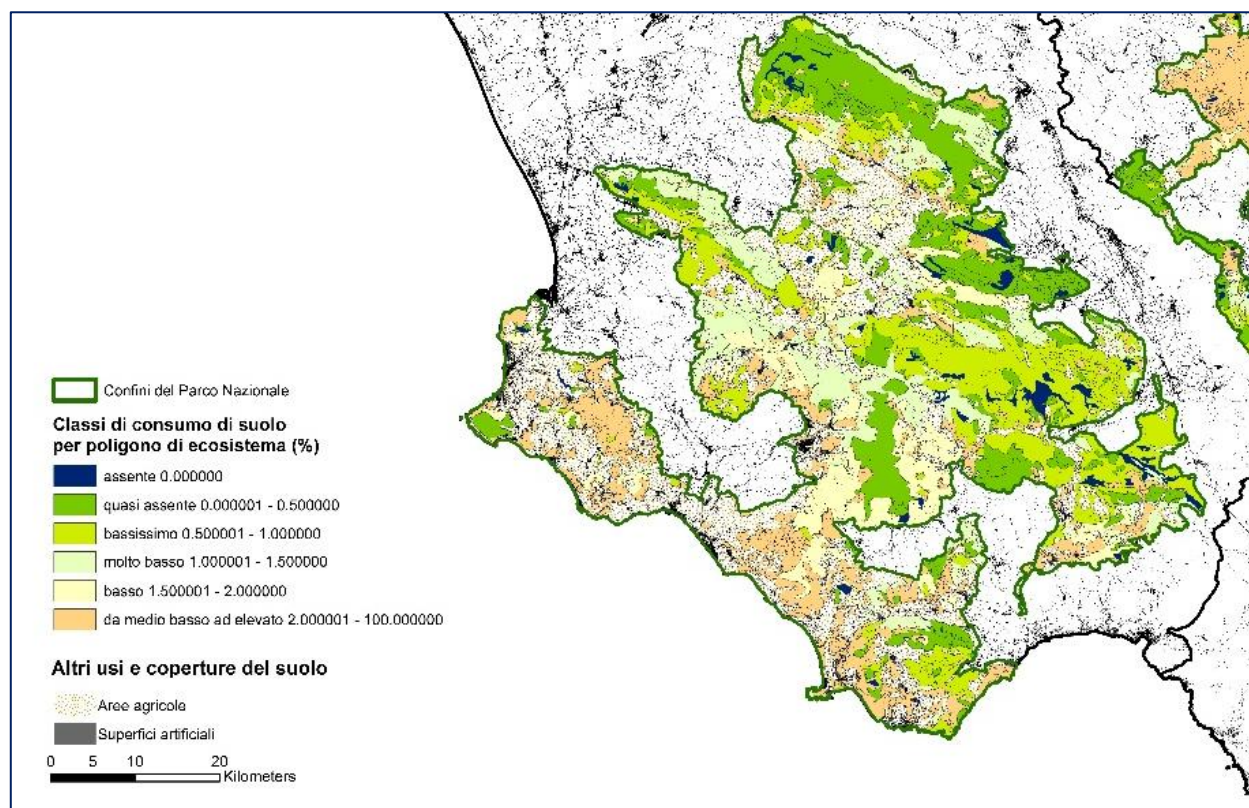 Confini del Parco Nazionale
Classi di consumo di suolo
per poligono di ecosistema (%)
assente 0.000000
quasi assente 0.000001 - 0.500000
bassissimo 0.500001 - 1.000000
molto basso 1.000001 - 1.500000
basso 1.500001 - 2.000000
da medio basso ad elevato 2.000001 - 100.000000
Altri usi e coperture del suolo
Aree agricole
Superfici artificiali
0 5 10 20
Kilometers